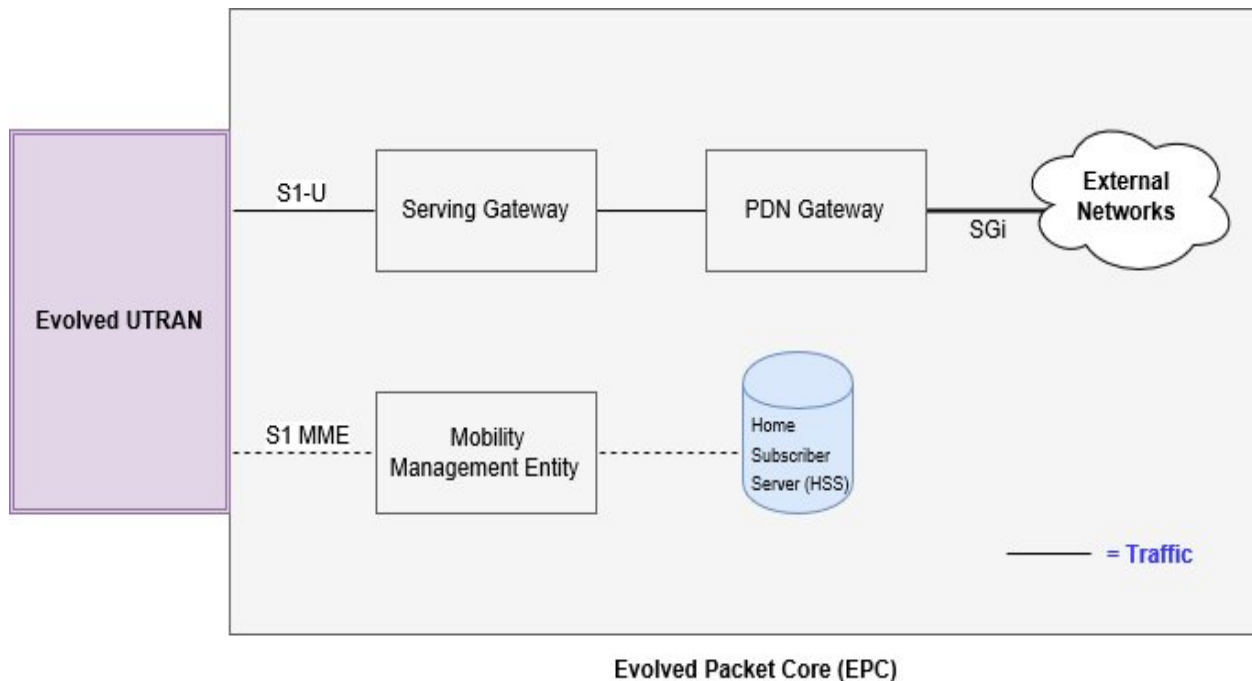 S1-U
Serving Gateway
PDN Gateway
SGi
External
Networks
Evolved UTRAN
S1 MME
Mobility
Management Entity
Home
Subscriber
Server (HSS)
= Traffic
Evolved Packet Core (EPC)